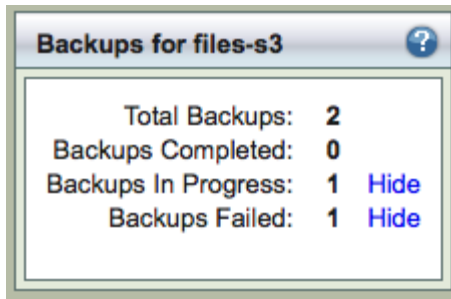 Backups for files-s3 ?
Total Backups: 2
Backups Completed: 0
Backups In Progress: 1 Hide
Backups Failed: 1 Hide